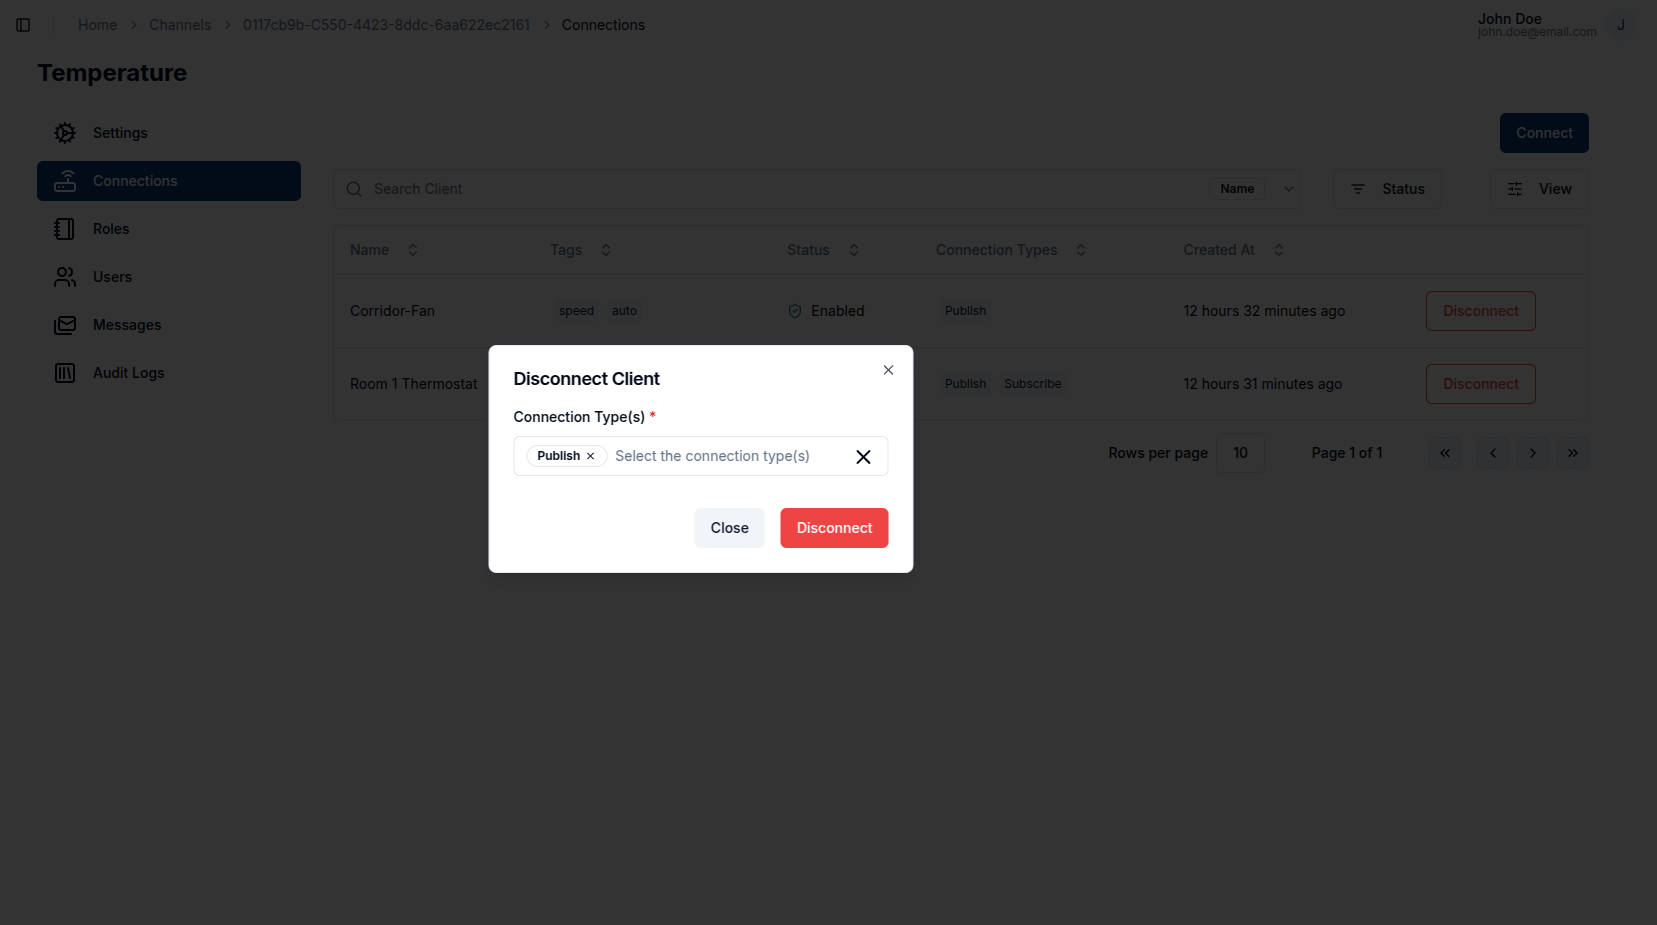 Home > Channels > 0117cb9b-C550-4423-8ddc-6aa622ec2161 > Connections
John Doe
john.doe@email.com
J
Temperature
Settings
Connections
Roles
Users
Messages
Audit Logs
Connect
Search Client
Name
Status
View
Name Tags Status Connection Types Created At
Corridor-Fan speed auto Enabled Publish 12 hours 32 minutes ago Disconnect
Room 1 Thermostat Publish Subscribe 12 hours 31 minutes ago Disconnect
Rows per page 10 Page 1 of 1
Disconnect Client
Connection Type(s) *
Publish Select the connection type(s)
Close Disconnect